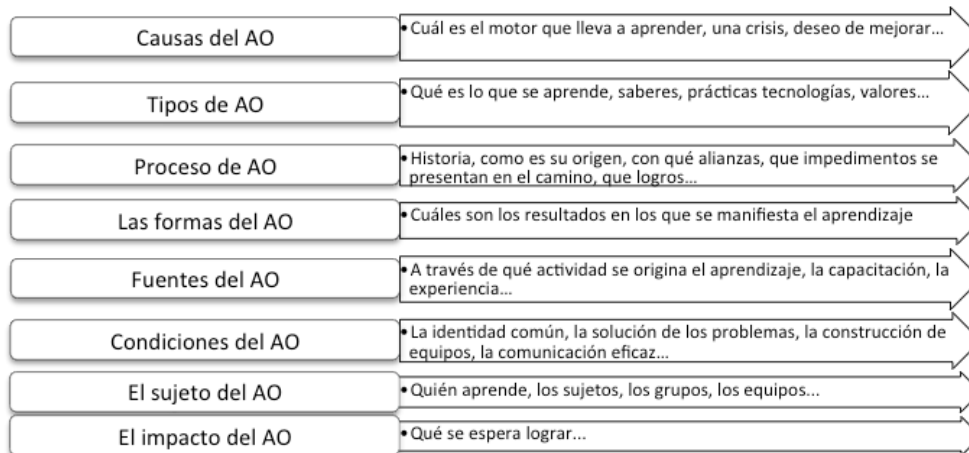 Causas del AO
• Cuál es el motor que lleva a aprender, una crisis, deseo de mejorar...
Tipos de AO
• Qué es lo que se aprende, saberes, prácticas tecnologías, valores...
Proceso de AO
• Historia, como es su origen, con qué alianzas, que impedimentos se
presentan en el camino, que logros...
Las formas del AO
• Cuáles son los resultados en los que se manifiesta el aprendizaje
Fuentes del AO
• A través de qué actividad se origina el aprendizaje, la capacitación, la
experiencia...
Condiciones del AO
• La identidad común, la solución de los problemas, la construcción de
equipos, la comunicación eficaz...
El sujeto del AO
• Quién aprende, los sujetos, los grupos, los equipos...
El impacto del AO
• Qué se espera lograr...